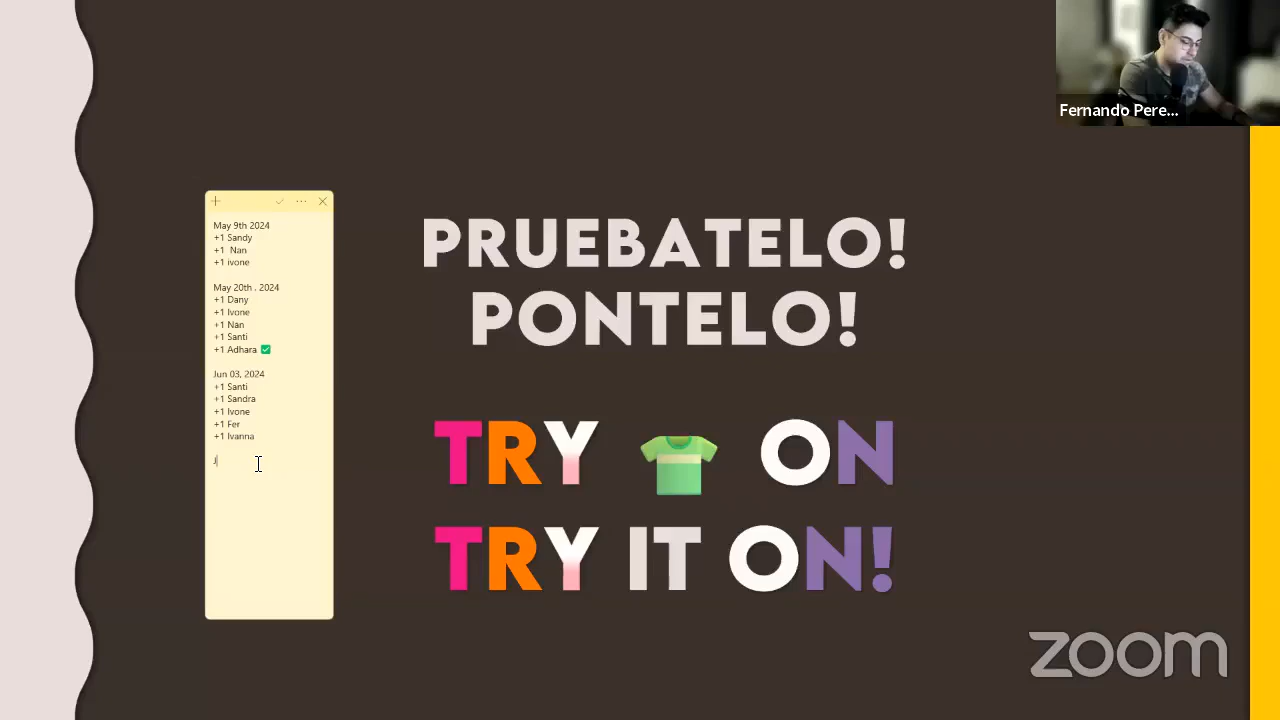 Fernando Pere...
May 9th 2024
+1 Sandy
+1 Nan
+1 ivone
May 20th . 2024
+1 Dany
+1 Ivone
+1 Nan
+1 Santi
+1 Adhara ✅
Jun 03, 2024
+1 Santi
+1 Sandra
+1 Ivone
+1 Fer
+1 Ivanna
J
PRUEBATELO!
PONTELO!
TRY 👕 ON
TRY IT ON!
zoom